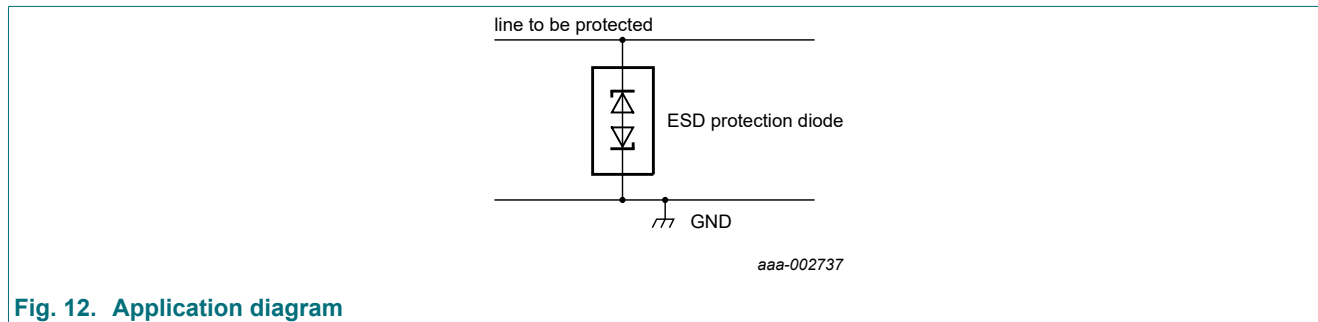 line to be protected
ESD protection diode
GND
aaa-002737
Fig. 12. Application diagram